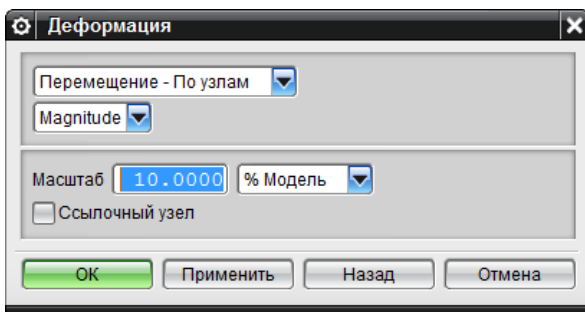 Деформация
Перемещение - По узлам
Magnitude
Масштаб 10.0000 % Модель
Ссылочный узел
ОК Применить Назад Отмена